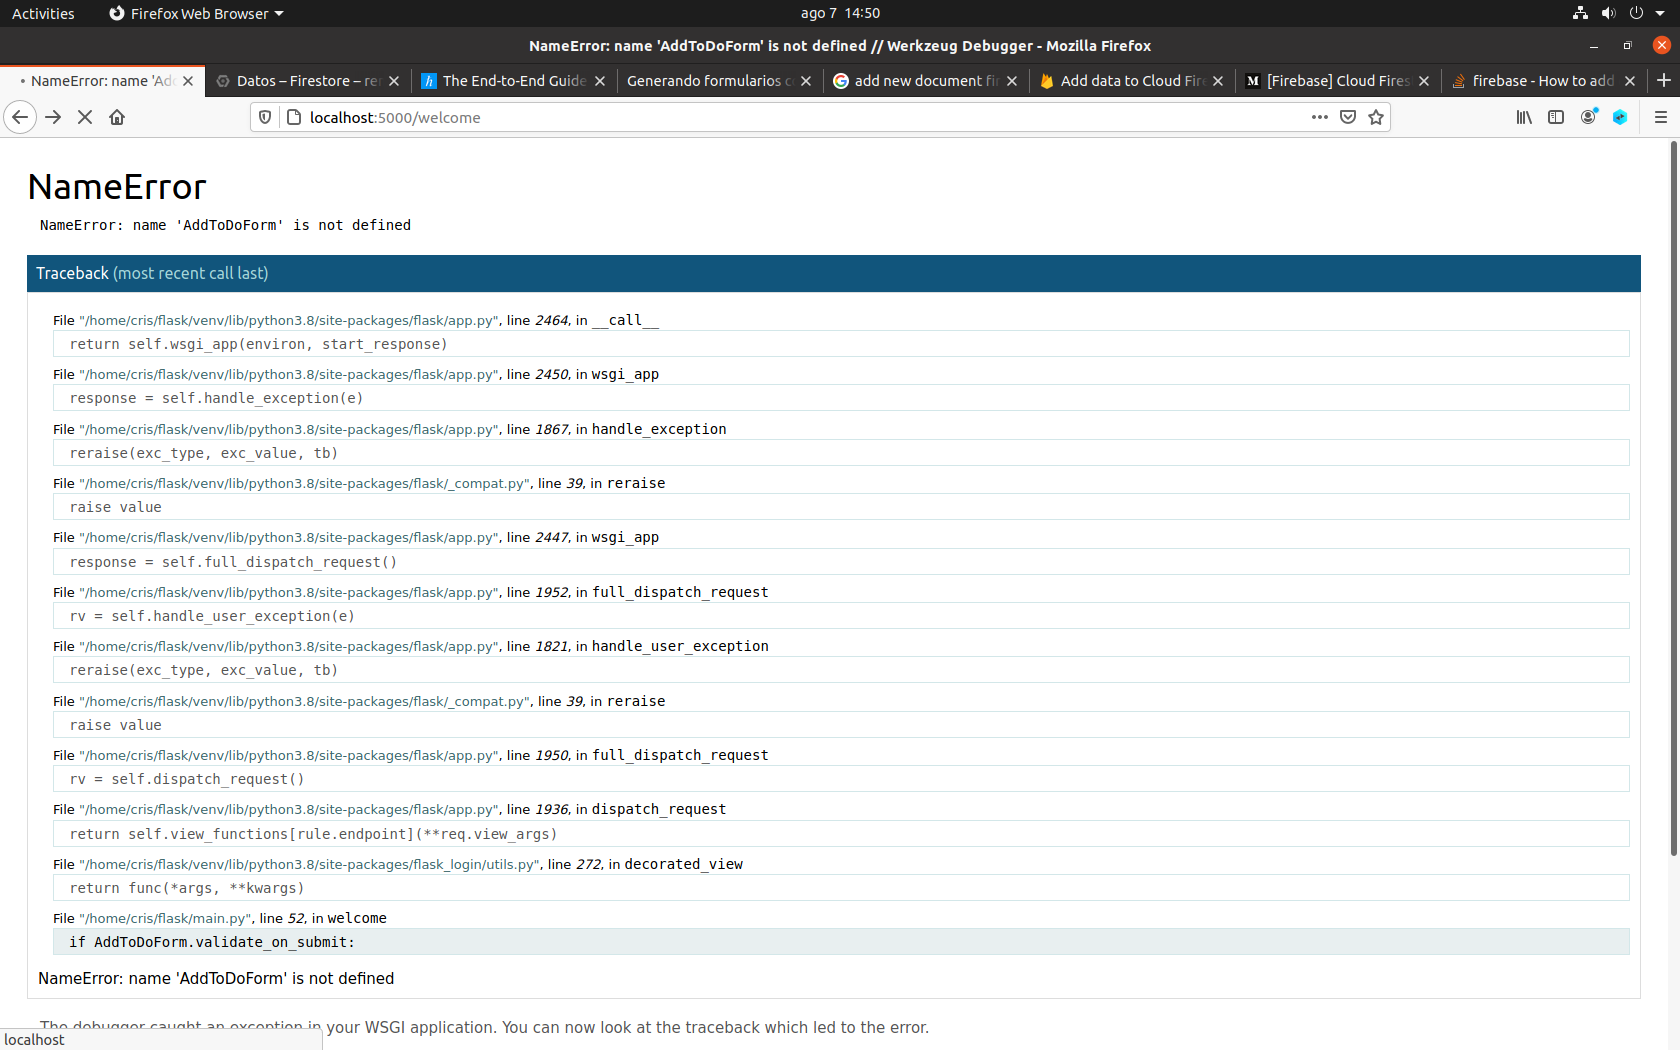 Activities Firefox Web Browser ago 7 14:50
NameError: name 'AddToDoForm' is not defined // Werkzeug Debugger - Mozilla Firefox
• NameError: name 'Add Datos – Firestore – re The End-to-End Guide Generando formularios c add new document fir Add data to Cloud Fire [Firebase] Cloud Fires firebase - How to add
localhost:5000/welcome
NameError
NameError: name 'AddToDoForm' is not defined
Traceback (most recent call last)
File "/home/cris/flask/venv/lib/python3.8/site-packages/flask/app.py", line 2464, in __call__
return self.wsgi_app(environ, start_response)
File "/home/cris/flask/venv/lib/python3.8/site-packages/flask/app.py", line 2450, in wsgi_app
response = self.handle_exception(e)
File "/home/cris/flask/venv/lib/python3.8/site-packages/flask/app.py", line 1867, in handle_exception
reraise(exc_type, exc_value, tb)
File "/home/cris/flask/venv/lib/python3.8/site-packages/flask/_compat.py", line 39, in reraise
raise value
File "/home/cris/flask/venv/lib/python3.8/site-packages/flask/app.py", line 2447, in wsgi_app
response = self.full_dispatch_request()
File "/home/cris/flask/venv/lib/python3.8/site-packages/flask/app.py", line 1952, in full_dispatch_request
rv = self.handle_user_exception(e)
File "/home/cris/flask/venv/lib/python3.8/site-packages/flask/app.py", line 1821, in handle_user_exception
reraise(exc_type, exc_value, tb)
File "/home/cris/flask/venv/lib/python3.8/site-packages/flask/_compat.py", line 39, in reraise
raise value
File "/home/cris/flask/venv/lib/python3.8/site-packages/flask/app.py", line 1950, in full_dispatch_request
rv = self.dispatch_request()
File "/home/cris/flask/venv/lib/python3.8/site-packages/flask/app.py", line 1936, in dispatch_request
return self.view_functions[rule.endpoint](**req.view_args)
File "/home/cris/flask/venv/lib/python3.8/site-packages/flask_login/utils.py", line 272, in decorated_view
return func(*args, **kwargs)
File "/home/cris/flask/main.py", line 52, in welcome
if AddToDoForm.validate_on_submit:
NameError: name 'AddToDoForm' is not defined
The debugger caught an exception in your WSGI application. You can now look at the traceback which led to the error.
localhost